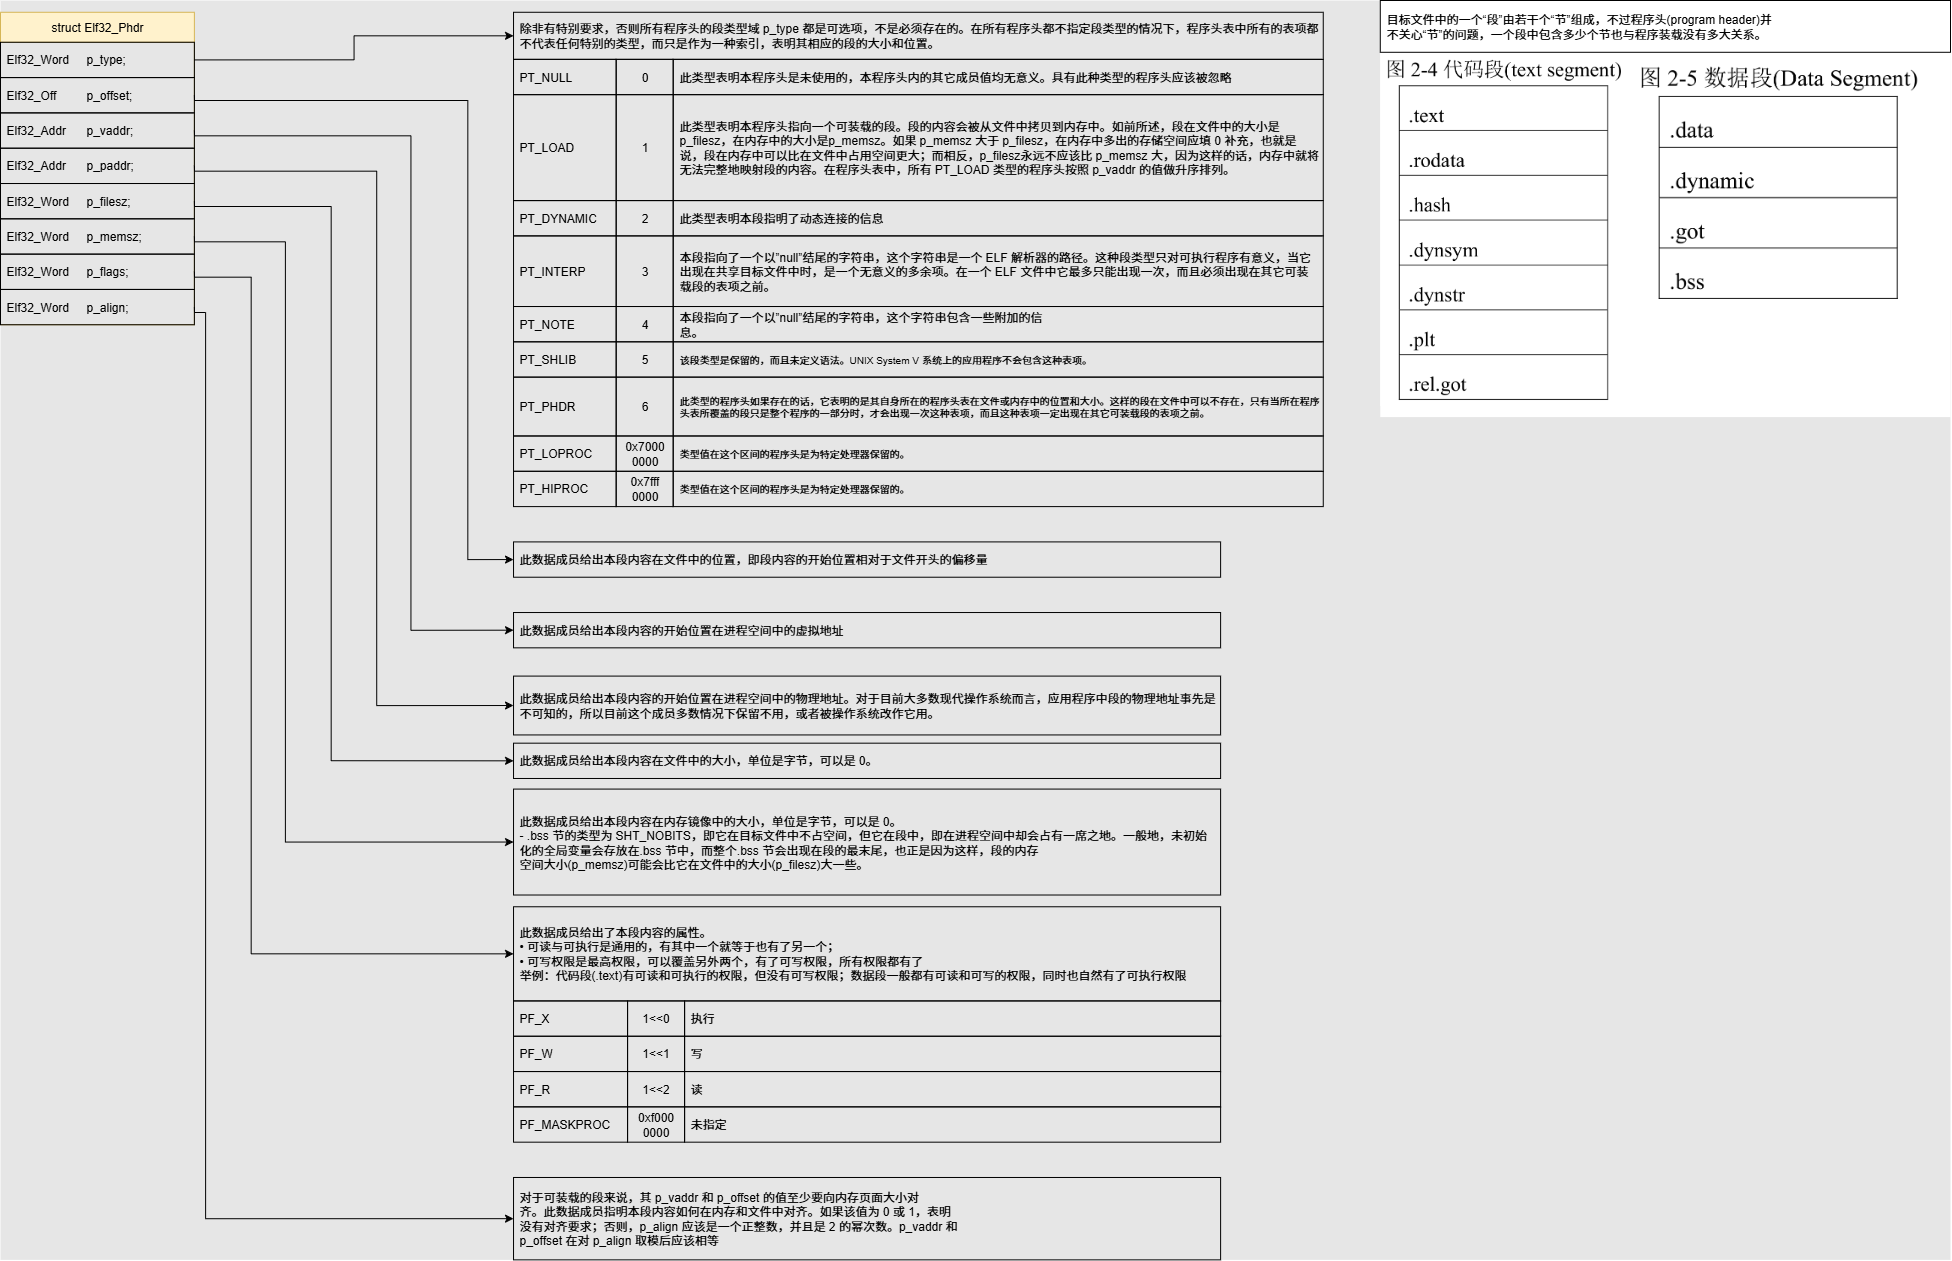 struct Elf32_Phdr
Elf32_Word p_type;
Elf32_Off p_offset;
Elf32_Addr p_vaddr;
Elf32_Addr p_paddr;
Elf32_Word p_filesz;
Elf32_Word p_memsz;
Elf32_Word p_flags;
Elf32_Word p_align;
除非有特别要求，否则所有程序头的段类型域 p_type 都是可选项，不是必须存在的。在所有程序头都不指定段类型的情况下，程序头表中所有的表项都
不代表任何特别的类型，而只是作为一种索引，表明其相应的段的大小和位置。
PT_NULL 0 此类型表明本程序头是未使用的，本程序头内的其它成员值均无意义。具有此种类型的程序头应该被忽略
此类型表明本程序头指向一个可装载的段。段的内容会被从文件中拷贝到内存中。如前所述，段在文件中的大小是
p_filesz，在内存中的大小是p_memsz。如果 p_memsz 大于 p_filesz，在内存中多出的存储空间应填 0 补充，也就是
PT_LOAD 1 说，段在内存中可以比在文件中占用空间更大；而相反，p_filesz永远不应该比 p_memsz 大，因为这样的话，内存中就将
无法完整地映射段的内容。在程序头表中，所有 PT_LOAD 类型的程序头按照 p_vaddr 的值做升序排列。
PT_DYNAMIC 2 此类型表明本段指明了动态连接的信息
本段指向了一个以”null”结尾的字符串，这个字符串是一个 ELF 解析器的路径。这种段类型只对可执行程序有意义，当它
PT_INTERP 3 出现在共享目标文件中时，是一个无意义的多余项。在一个 ELF 文件中它最多只能出现一次，而且必须出现在其它可装
载段的表项之前。
PT_NOTE 4 本段指向了一个以”null”结尾的字符串，这个字符串包含一些附加的信
息。
PT_SHLIB 5 该段类型是保留的，而且未定义语法。UNIX System V 系统上的应用程序不会包含这种表项。
PT_PHDR 6 此类型的程序头如果存在的话，它表明的是其自身所在的程序头表在文件或内存中的位置和大小。这样的段在文件中可以不存在，只有当所在程序
头表所覆盖的段只是整个程序的一部分时，才会出现一次这种表项，而且这种表项一定出现在其它可装载段的表项之前。
PT_LOPROC 0x7000 类型值在这个区间的程序头是为特定处理器保留的。
0000
PT_HIPROC 0x7fff 类型值在这个区间的程序头是为特定处理器保留的。
0000
此数据成员给出本段内容在文件中的位置，即段内容的开始位置相对于文件开头的偏移量
此数据成员给出本段内容的开始位置在进程空间中的虚拟地址
此数据成员给出本段内容的开始位置在进程空间中的物理地址。对于目前大多数现代操作系统而言，应用程序中段的物理地址事先是
不可知的，所以目前这个成员多数情况下保留不用，或者被操作系统改作它用。
此数据成员给出本段内容在文件中的大小，单位是字节，可以是 0。
此数据成员给出本段内容在内存镜像中的大小，单位是字节，可以是 0。
- .bss 节的类型为 SHT_NOBITS，即它在目标文件中不占空间，但它在段中，即在进程空间中却会占有一席之地。一般地，未初始
化的全局变量会存放在.bss 节中，而整个.bss 节会出现在段的最末尾，也正是因为这样，段的内存
空间大小(p_memsz)可能会比它在文件中的大小(p_filesz)大一些。
此数据成员给出了本段内容的属性。
• 可读与可执行是通用的，有其中一个就等于也有了另一个；
• 可写权限是最高权限，可以覆盖另外两个，有了可写权限，所有权限都有了
举例：代码段(.text)有可读和可执行的权限，但没有可写权限；数据段一般都有可读和可写的权限，同时也自然有了可执行权限
PF_X 1<<0 执行
PF_W 1<<1 写
PF_R 1<<2 读
PF_MASKPROC 0xf000 未指定
0000
对于可装载的段来说，其 p_vaddr 和 p_offset 的值至少要向内存页面大小对
齐。此数据成员指明本段内容如何在内存和文件中对齐。如果该值为 0 或 1，表明
没有对齐要求；否则，p_align 应该是一个正整数，并且是 2 的幂次数。p_vaddr 和
p_offset 在对 p_align 取模后应该相等
目标文件中的一个“段”由若干个“节”组成，不过程序头(program header)并
不关心“节”的问题，一个段中包含多少个节也与程序装载没有多大关系。
图 2-4 代码段(text segment)
.text
.rodata
.hash
.dynsym
.dynstr
.plt
.rel.got
图 2-5 数据段(Data Segment)
.data
.dynamic
.got
.bss